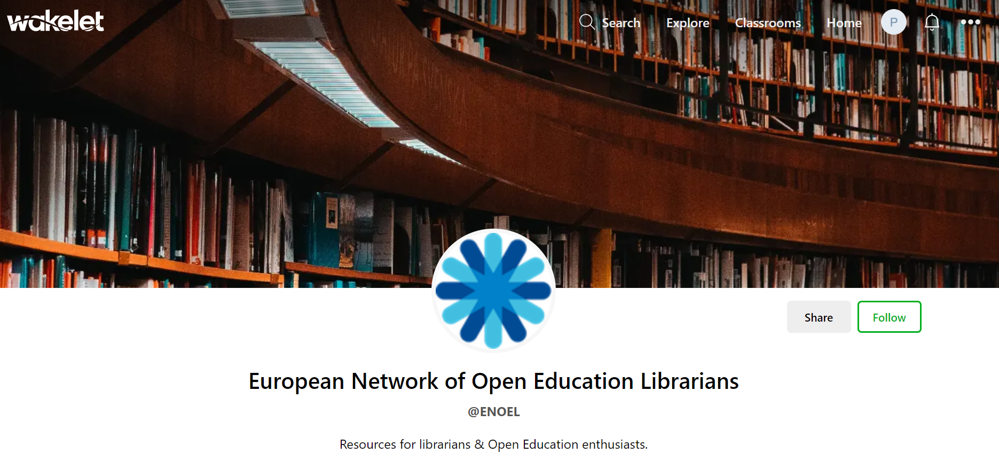 wakelet
Search Explore Classrooms Home P
Share Follow
European Network of Open Education Librarians
@ENOEL
Resources for librarians & Open Education enthusiasts.